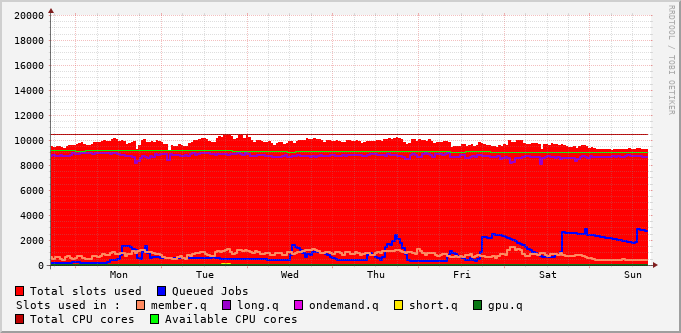 20000
18000
16000
14000
12000
10000
8000
6000
4000
2000
0
Mon Tue Wed Thu Fri Sat Sun
RRDTOOL / TOBI OETIKER
Total slots used Queued Jobs
Slots used in : member.q long.q ondemand.q short.q gpu.q
Total CPU cores Available CPU cores